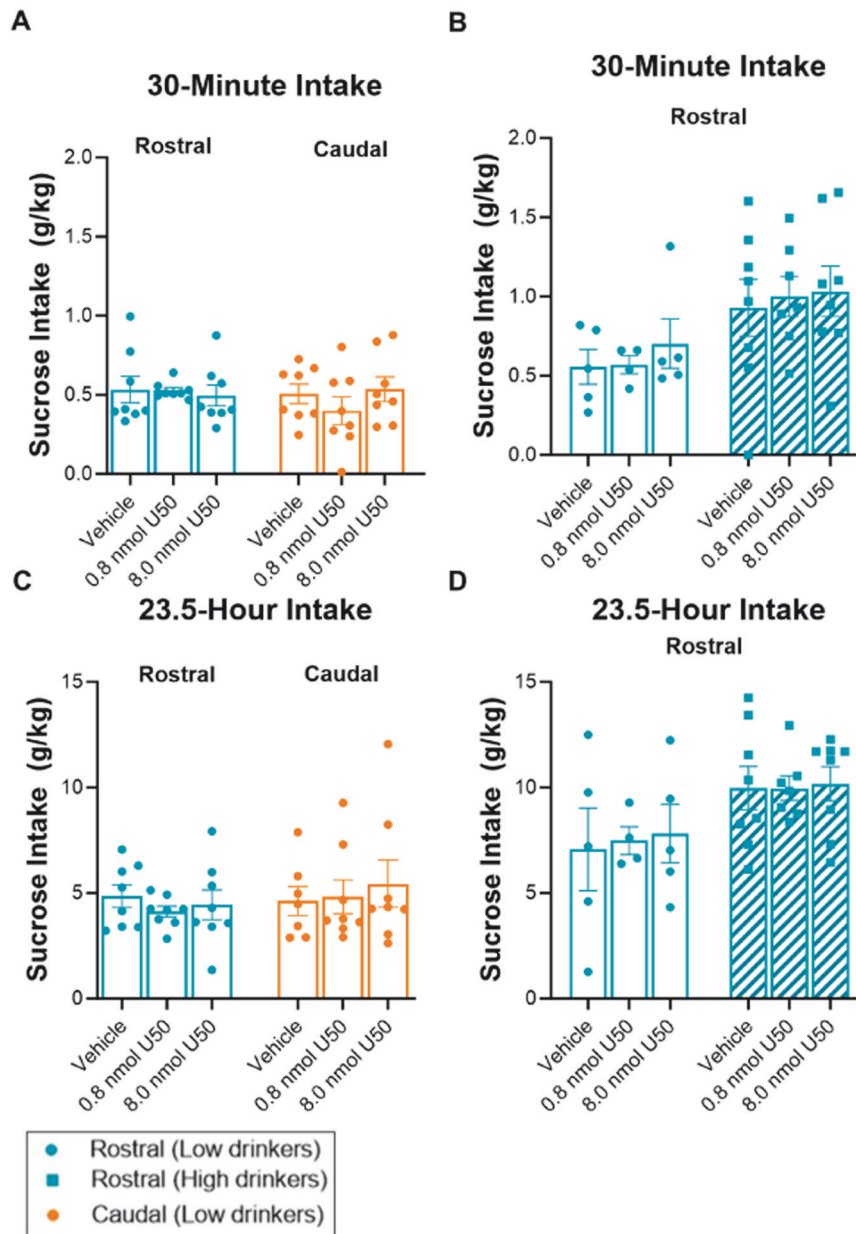 A
30-Minute Intake
Rostral Caudal
Sucrose Intake (g/kg)
2.0
1.5
1.0
0.5
0.0
Vehicle
0.8 nmol U50
8.0 nmol U50
Vehicle
0.8 nmol U50
8.0 nmol U50
B
30-Minute Intake
Rostral
Sucrose Intake (g/kg)
2.0
1.5
1.0
0.5
0.0
Vehicle
0.8 nmol U50
8.0 nmol U50
Vehicle
0.8 nmol U50
8.0 nmol U50
C
23.5-Hour Intake
Rostral Caudal
Sucrose Intake (g/kg)
15
10
5
0
Vehicle
0.8 nmol U50
8.0 nmol U50
Vehicle
0.8 nmol U50
8.0 nmol U50
D
23.5-Hour Intake
Rostral
Sucrose Intake (g/kg)
15
10
5
0
Vehicle
0.8 nmol U50
8.0 nmol U50
Vehicle
0.8 nmol U50
8.0 nmol U50
Rostral (Low drinkers)
Rostral (High drinkers)
Caudal (Low drinkers)